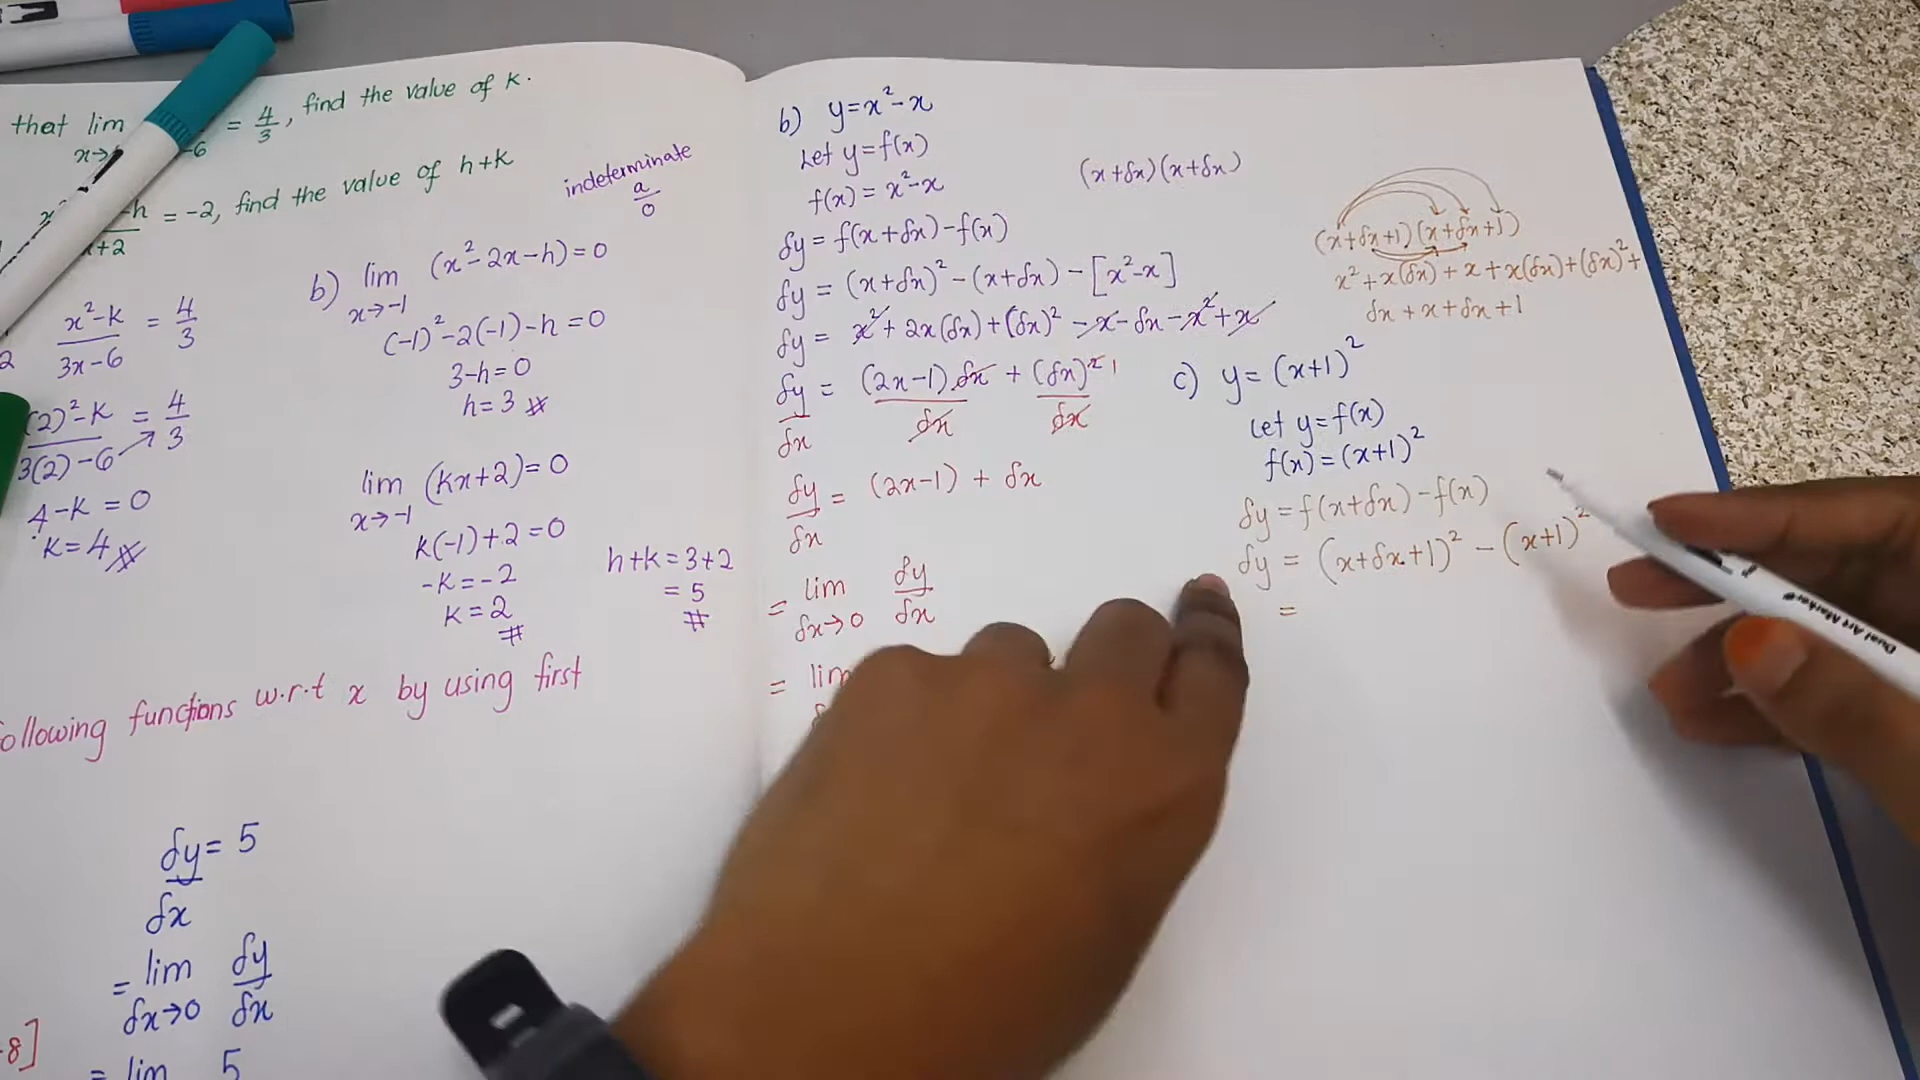 that lim = 4/3, find the value of k.
x→ -6
-h/x+2 = -2, find the value of h+k
indeterminate
a/0
x²-k/3x-6 = 4/3
(2)²-k/3(2)-6 = 4/3
4-k = 0
k=4
b) lim x→-1 (x²-2x-h)=0
(-1)²-2(-1)-h=0
3-h=0
h=3 #
lim x→-1 (kx+2)=0
k(-1)+2=0
-k=-2
k=2
#
h+k=3+2
=5
#
ollowing functions w.r.t x by using first
δy/δx = 5
= lim δx→0 δy/δx
= lim 5
-8]
b) y=x²-x
Let y=f(x)
f(x)=x²-x
δy=f(x+δx)-f(x)
δy=(x+δx)²-(x+δx)-[x²-x]
δy= x²+2x(δx)+(δx)²-x-δx-x²+x
δy/δx = (2x-1)δx/δx + (δx)²/δx
δy/δx = (2x-1)+δx
= lim δx→0 δy/δx
= lim
(x+δx)(x+δx)
(x+δx+1)(x+δx+1)
x²+x(δx)+x+x(δx)+(δx)²+
δx+x+δx+1
c) y=(x+1)²
Let y=f(x)
f(x)=(x+1)²
δy=f(x+δx)-f(x)
δy=(x+δx+1)²-(x+1)²
=
Dual Art Marker